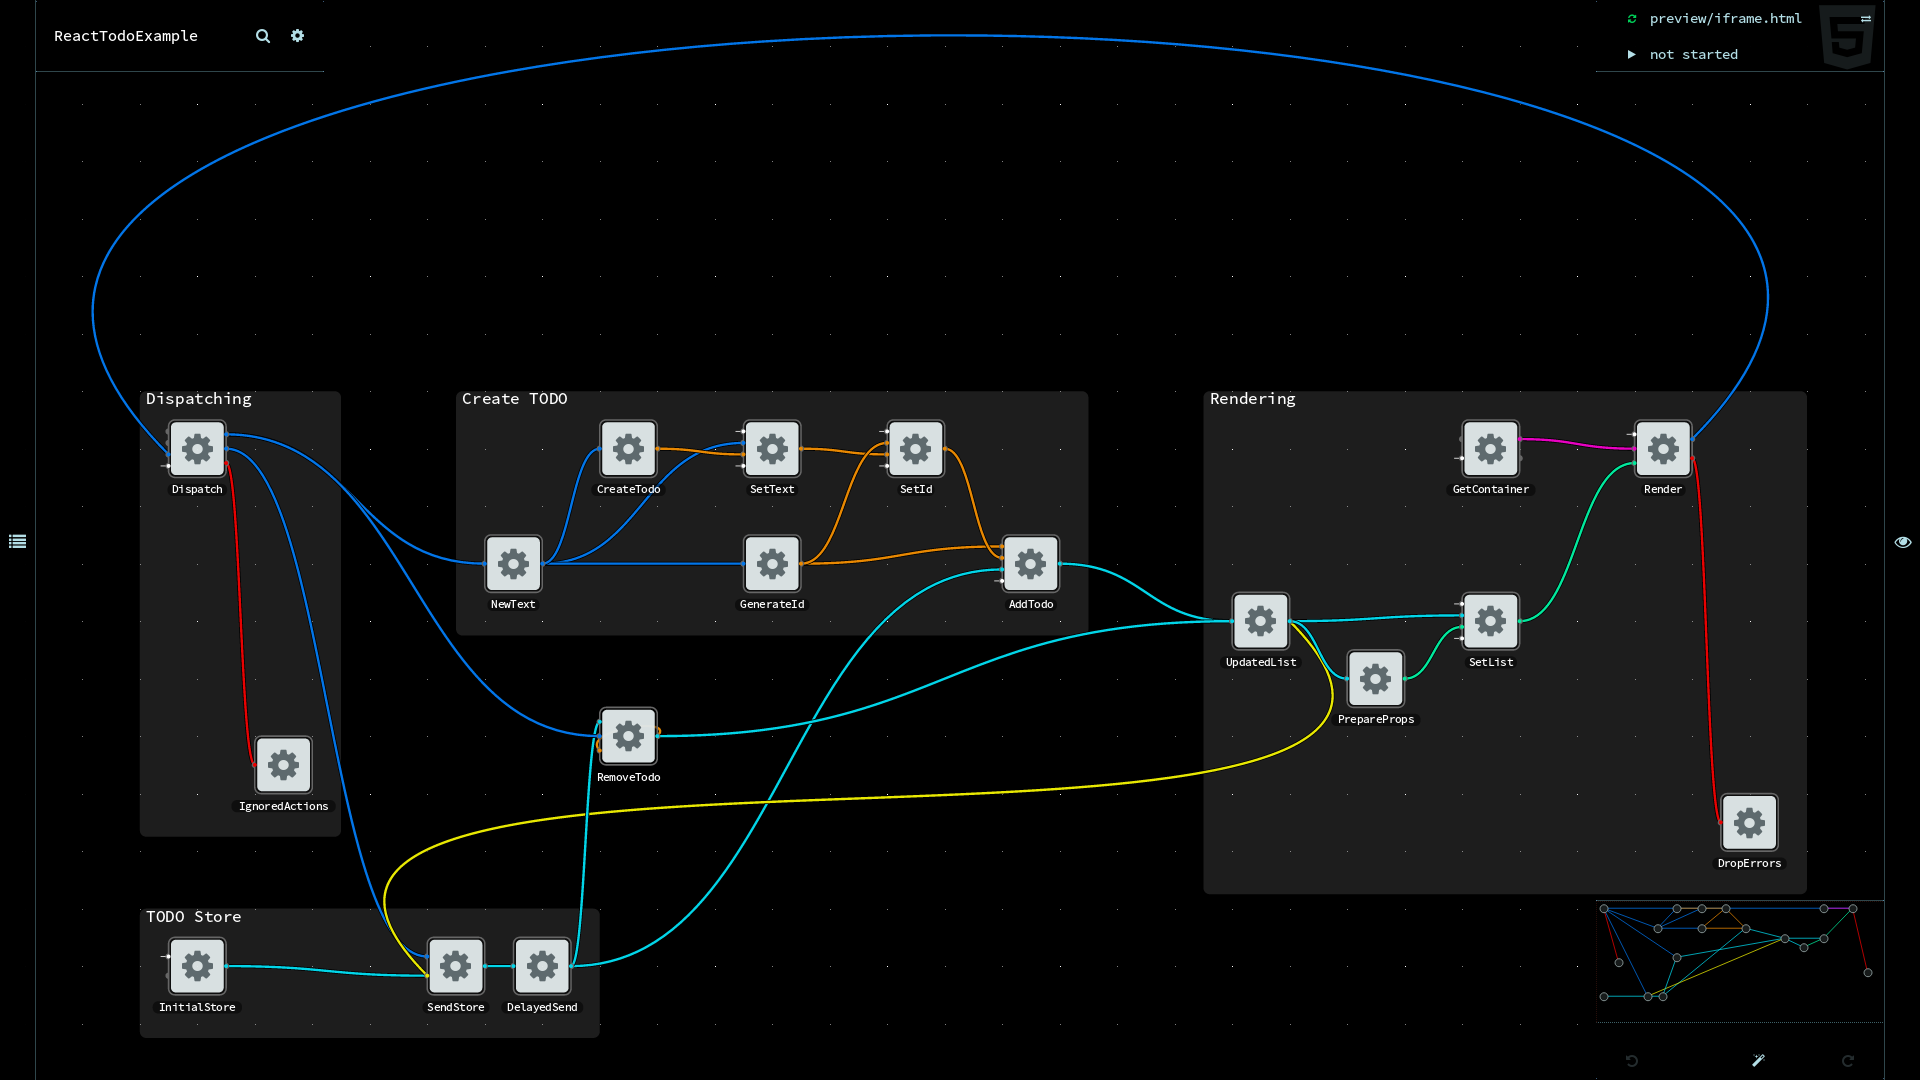 ReactTodoExample
preview/iframe.html
not started
Dispatching
Create TODO
Rendering
Dispatch
CreateTodo
SetText
SetId
GetContainer
Render
NewText
GenerateId
AddTodo
UpdatedList
SetList
PrepareProps
RemoveTodo
IgnoredActions
DropErrors
TODO Store
InitialStore
SendStore
DelayedSend